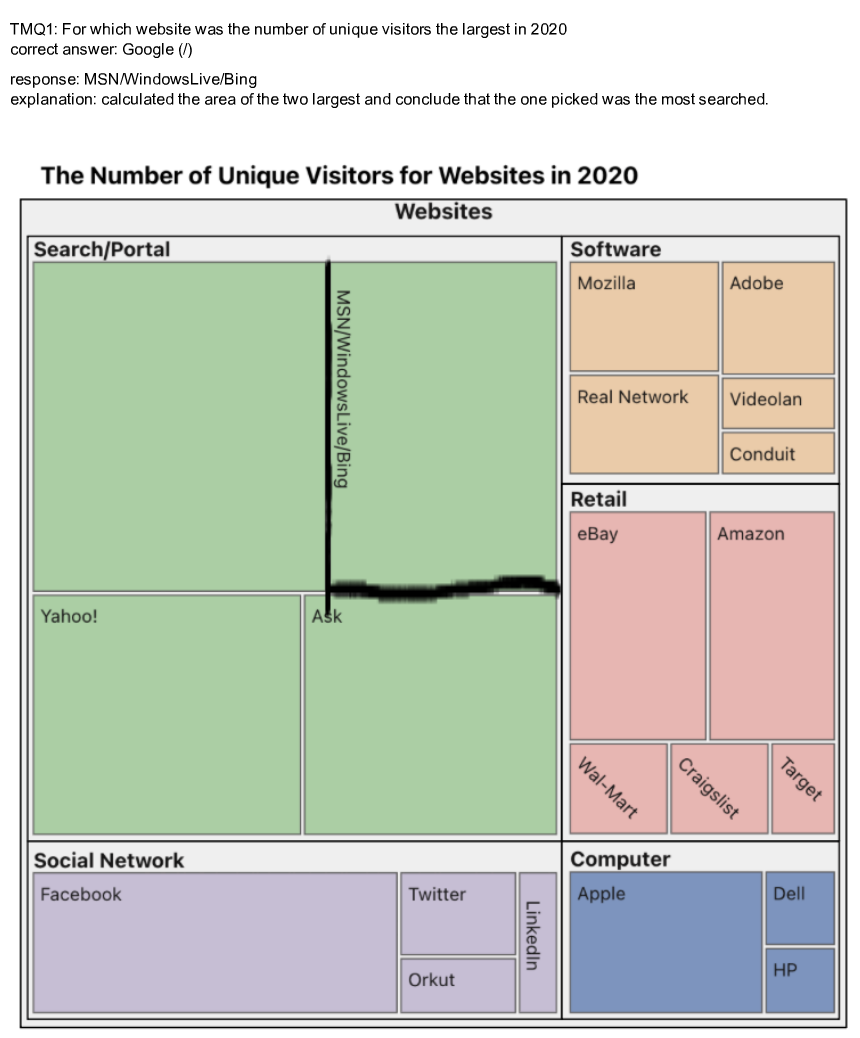 TMQ1: For which website was the number of unique visitors the largest in 2020
correct answer: Google (/)
response: MSN/WindowsLive/Bing
explanation: calculated the area of the two largest and conclude that the one picked was the most searched.
The Number of Unique Visitors for Websites in 2020
Websites
Search/Portal
MSN/WindowsLive/Bing
Yahoo!
Ask
Software
Mozilla
Adobe
Real Network
Videolan
Conduit
Retail
eBay
Amazon
Wal-Mart
Craigslist
Target
Social Network
Facebook
Twitter
Orkut
LinkedIn
Computer
Apple
Dell
HP